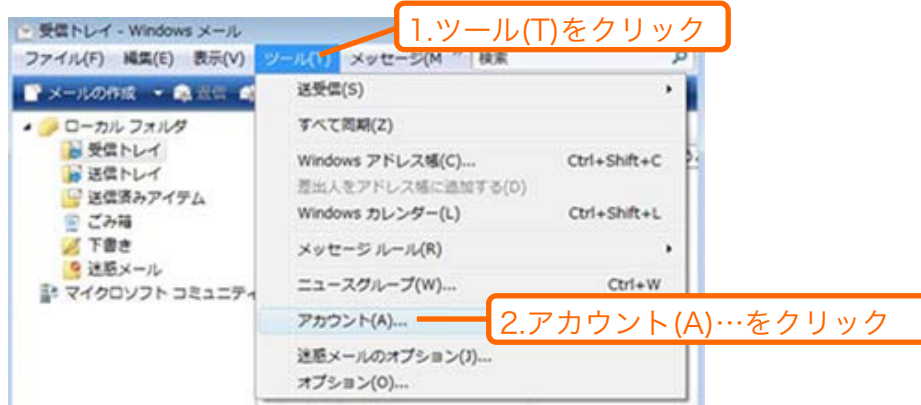 受信トレイ - Windows メール
1.ツール(T)をクリック
ファイル(F) 編集(E) 表示(V) ツール(T) メッセージ(M » 検索
メールの作成 返信
送受信(S)
すべて同期(Z)
Windows アドレス帳(C)... Ctrl+Shift+C
差出人をアドレス帳に追加する(D)
Windows カレンダー(L) Ctrl+Shift+L
メッセージ ルール(R)
ニュースグループ(W)... Ctrl+W
アカウント(A)...
2.アカウント(A)…をクリック
迷惑メールのオプション(J)...
オプション(O)...
ローカル フォルダ
受信トレイ
送信トレイ
送信済みアイテム
ごみ箱
下書き
迷惑メール
マイクロソフト コミュニティ